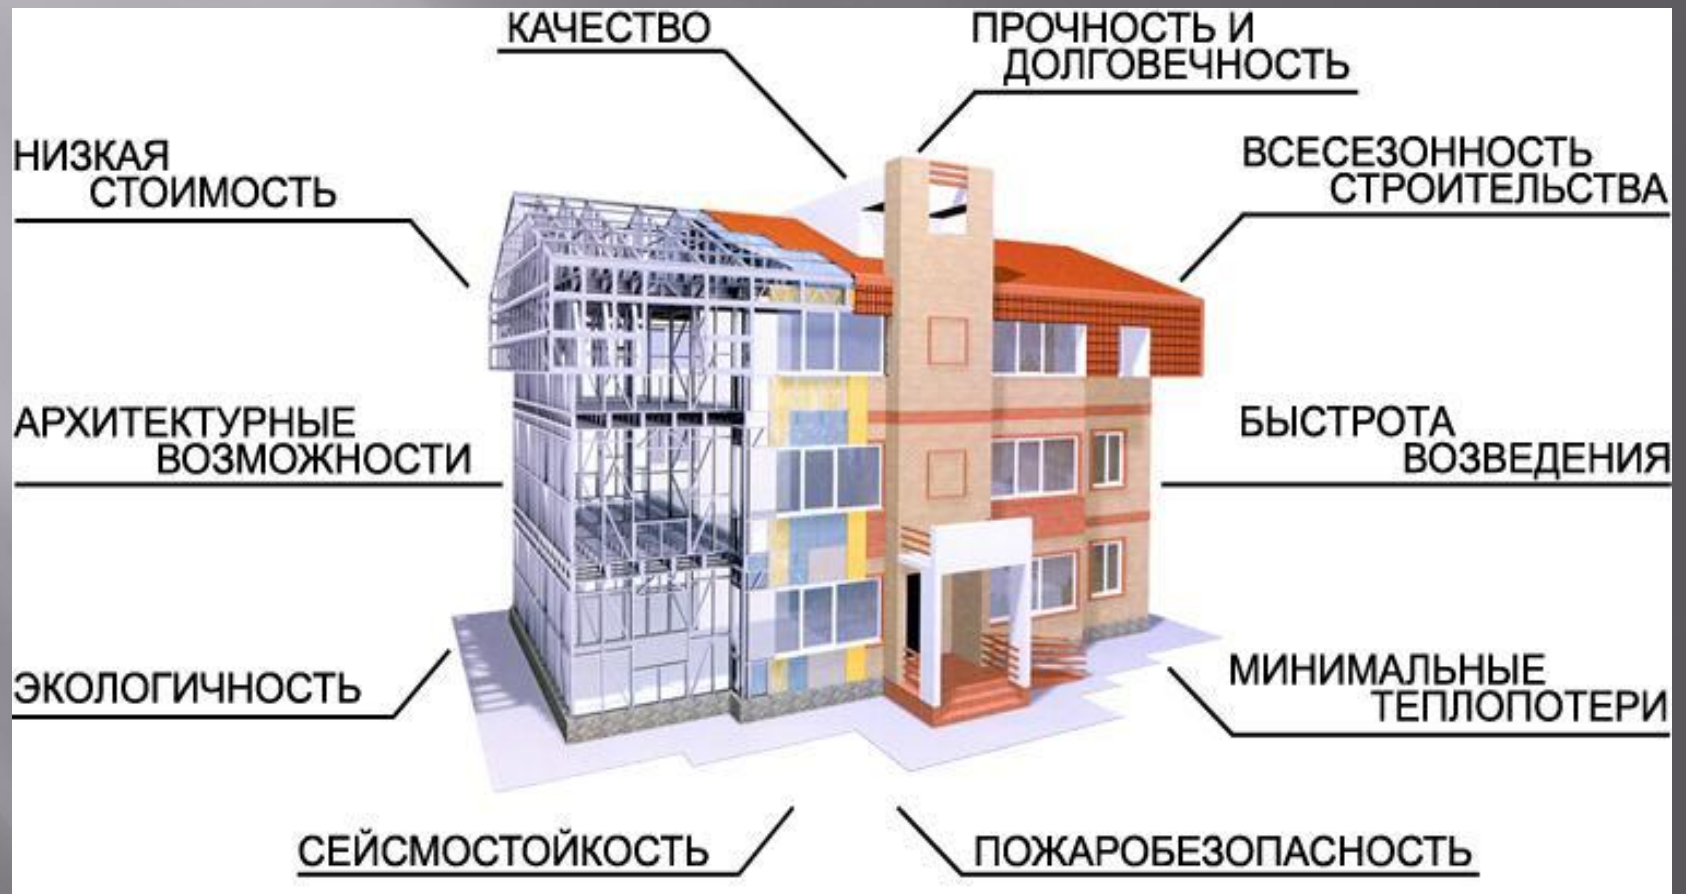 КАЧЕСТВО
ПРОЧНОСТЬ И
ДОЛГОВЕЧНОСТЬ
НИЗКАЯ
СТОИМОСТЬ
ВСЕСЕЗОННОСТЬ
СТРОИТЕЛЬСТВА
АРХИТЕКТУРНЫЕ
ВОЗМОЖНОСТИ
БЫСТРОТА
ВОЗВЕДЕНИЯ
ЭКОЛОГИЧНОСТЬ
МИНИМАЛЬНЫЕ
ТЕПЛОПОТЕРИ
СЕЙСМОСТОЙКОСТЬ
ПОЖАРОБЕЗОПАСНОСТЬ